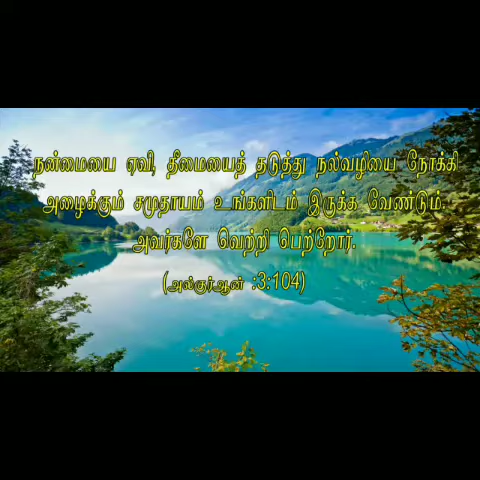 நன்மையை ஏவி, தீமையைத் தடுத்து நல்வழியை நோக்கி
அழைக்கும் சமுதாயம் உங்களிடம் இருக்க வேண்டும்.
அவர்களே வெற்றி பெற்றோர்.
(அல்குர்ஆன் :3:104)